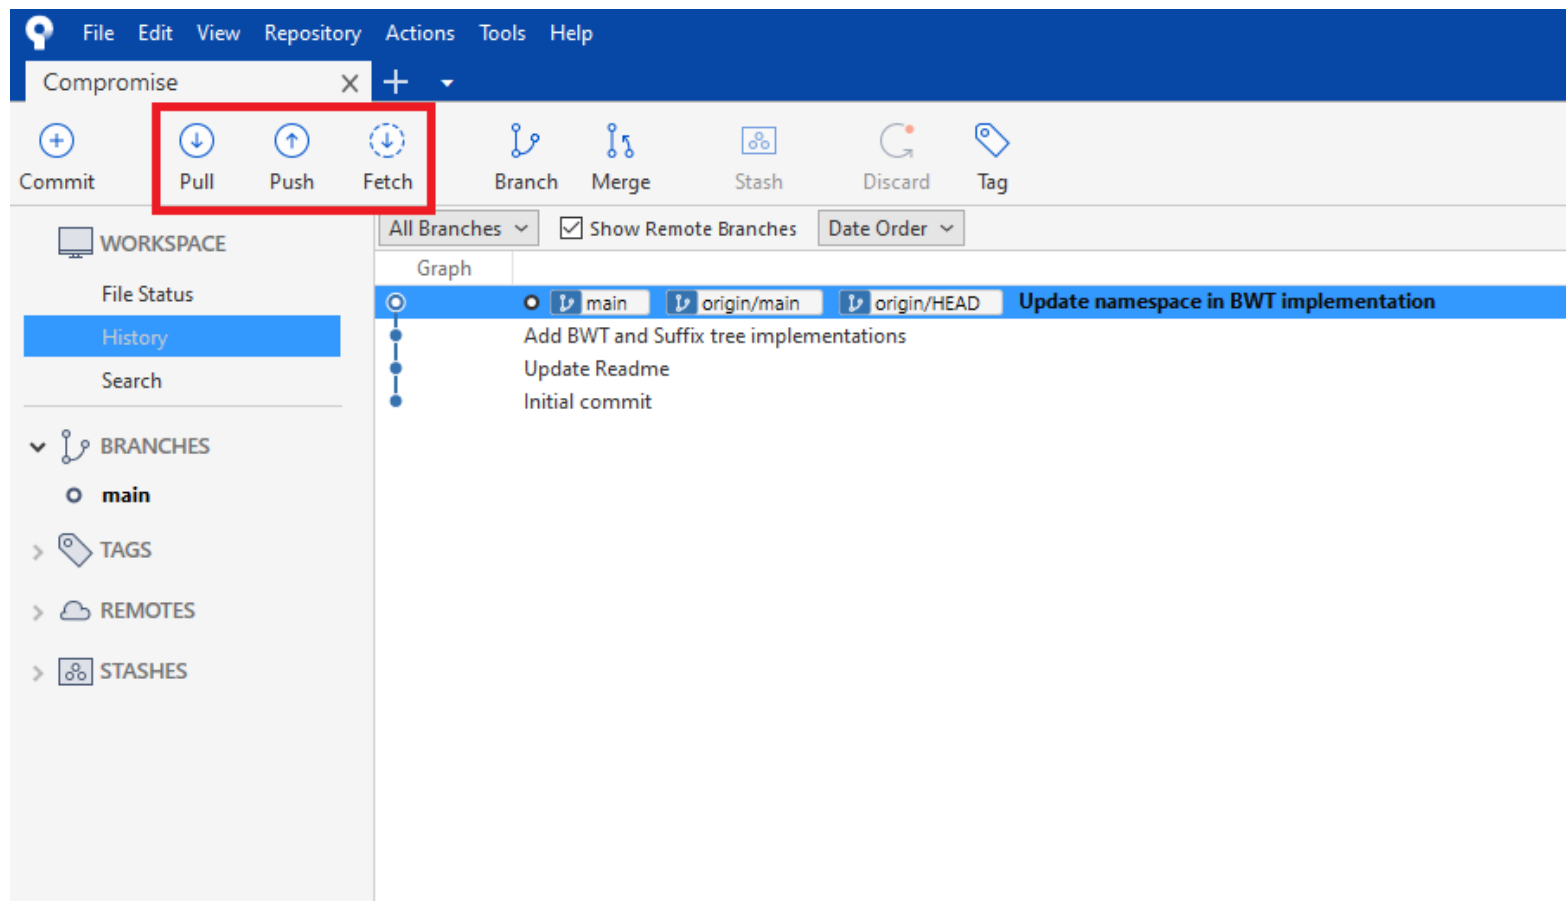 File Edit View Repository Actions Tools Help
Compromise
Commit Pull Push Fetch Branch Merge Stash Discard Tag
All Branches Show Remote Branches Date Order
WORKSPACE
File Status
History
Search
BRANCHES
main
TAGS
REMOTES
STASHES
Graph
main origin/main origin/HEAD Update namespace in BWT implementation
Add BWT and Suffix tree implementations
Update Readme
Initial commit